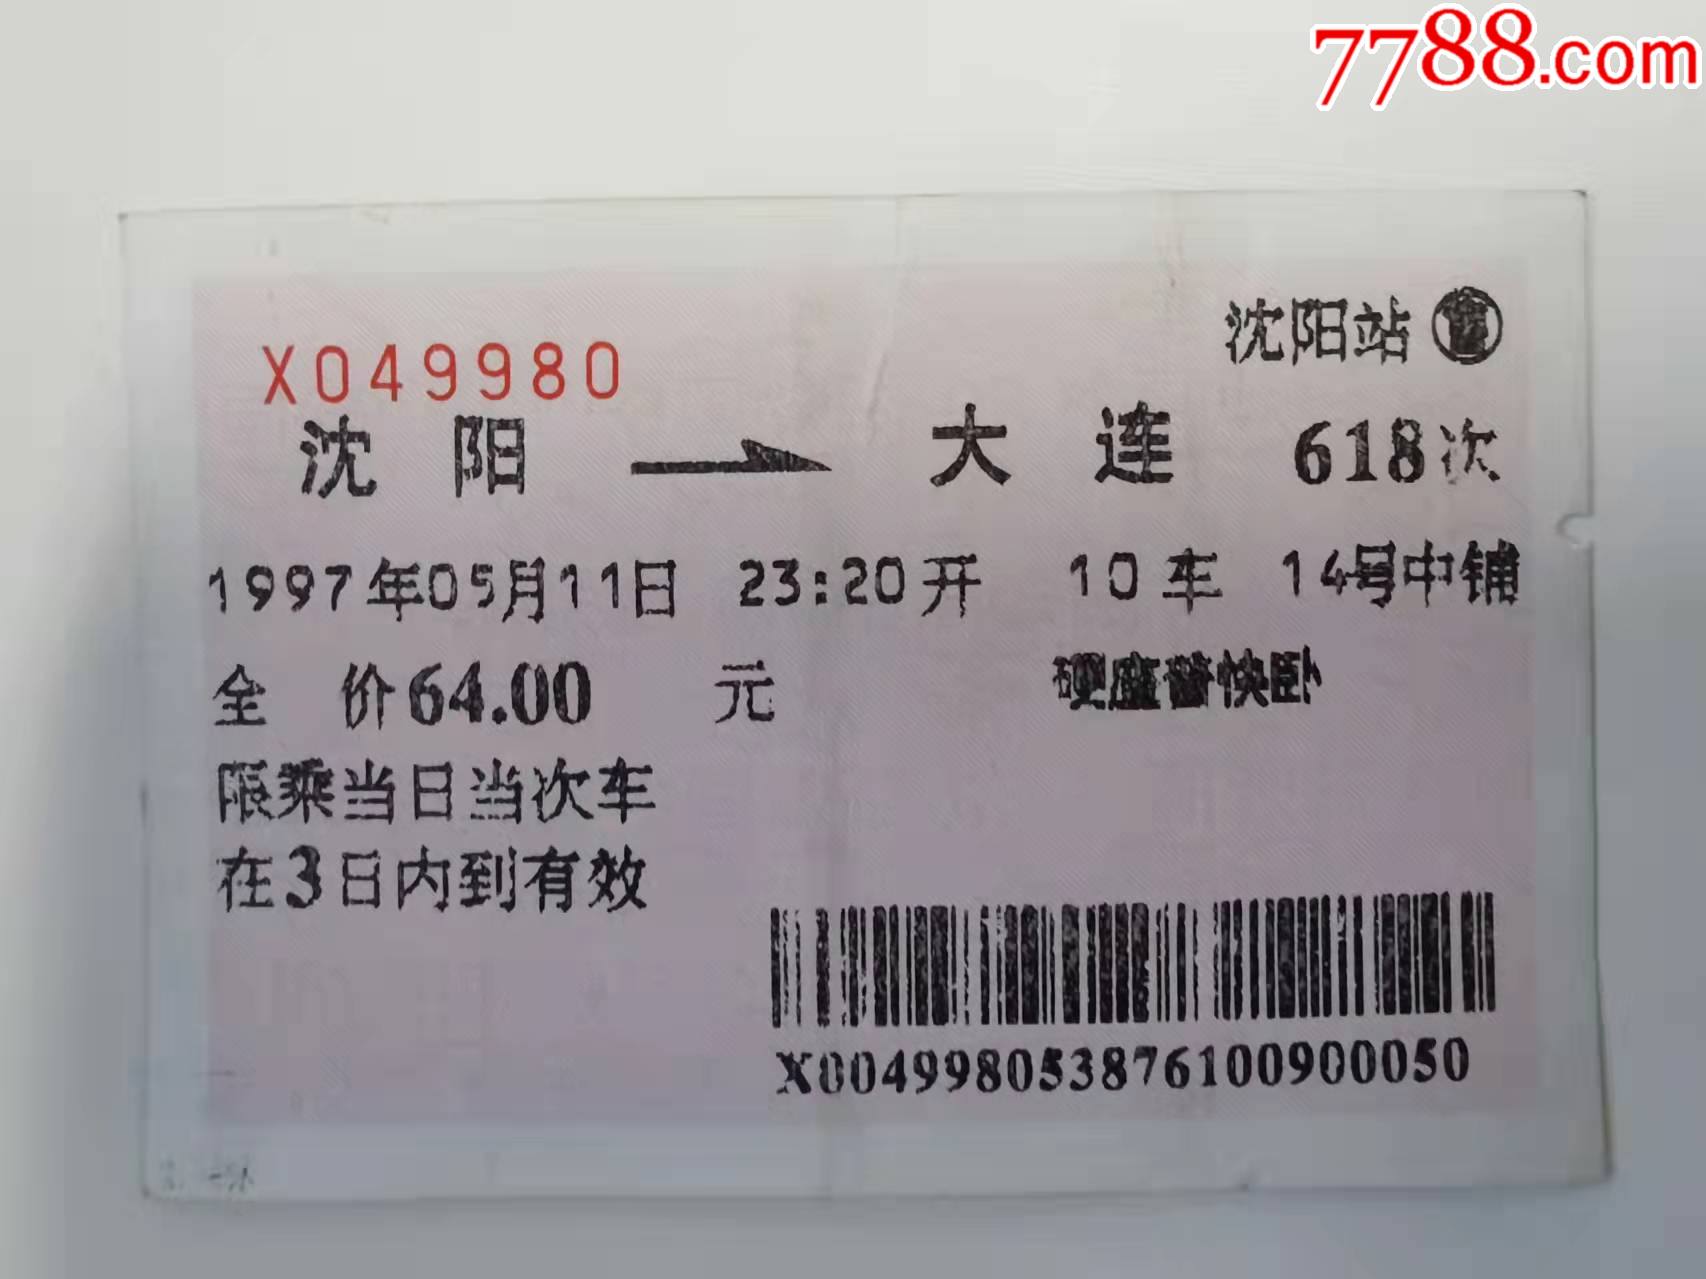 7788.com
沈阳站 售
X049980
沈阳 大连 618次
1997年05月11日 23:20开 10车 14号中铺
全 价64.00 元 硬座普快卧
限乘当日当次车
在3日内到有效
X004998053876100900050